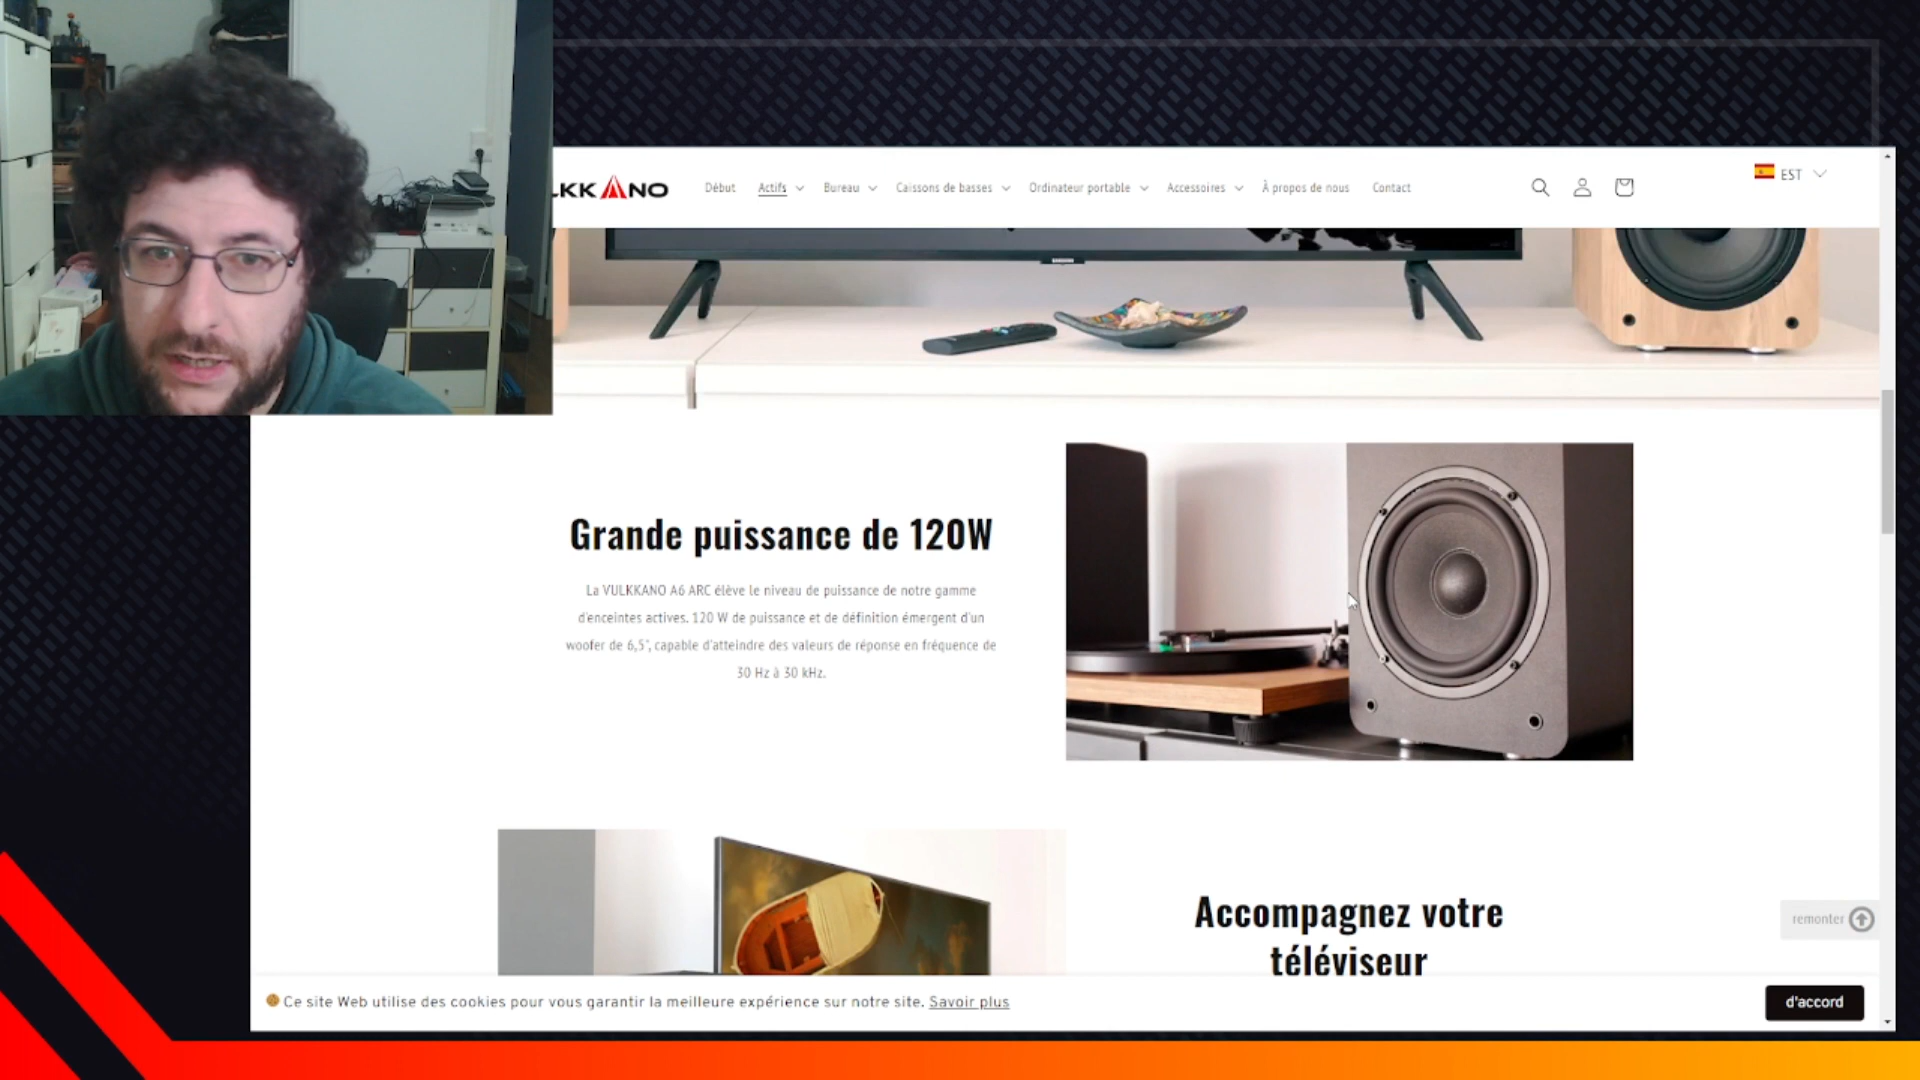 LKKANO
Début Actifs Bureau Caissons de basses Ordinateur portable Accessoires À propos de nous Contact
EST
SAMSUNG
Grande puissance de 120W
La VULKKANO A6 ARC élève le niveau de puissance de notre gamme
d'enceintes actives. 120 W de puissance et de définition émergent d'un
woofer de 6,5", capable d'atteindre des valeurs de réponse en fréquence de
30 Hz à 30 kHz.
Accompagnez votre
téléviseur
remonter
Ce site Web utilise des cookies pour vous garantir la meilleure expérience sur notre site. Savoir plus
d'accord